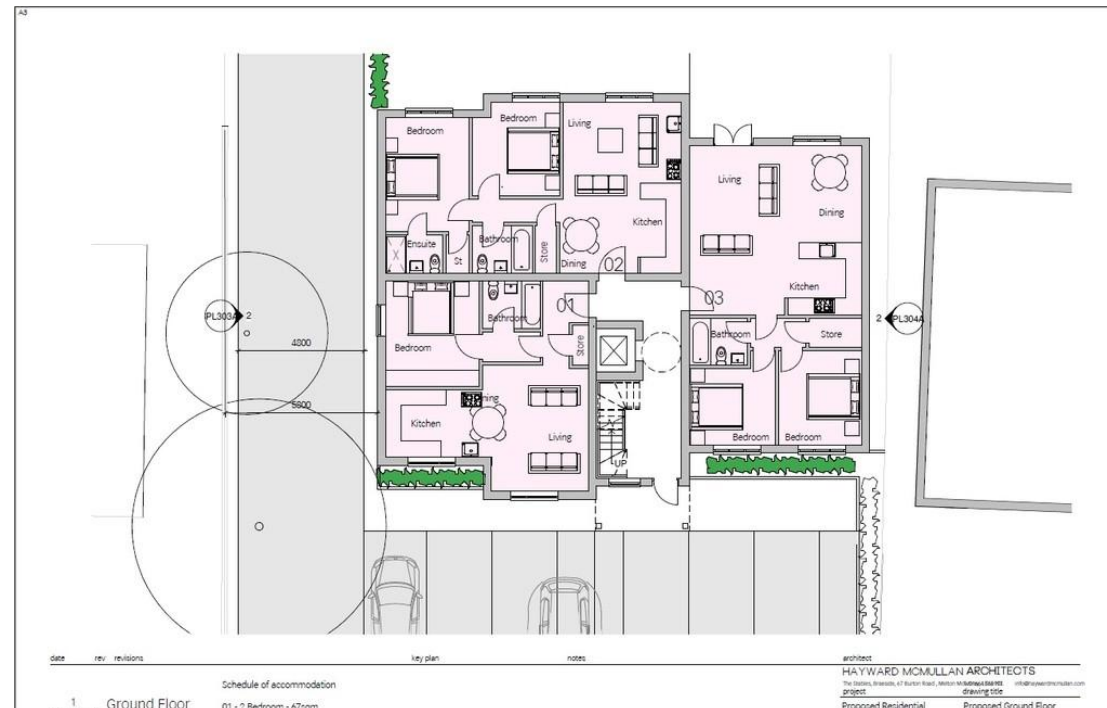 A3
Bedroom
Bedroom
Living
Living
Dining
Kitchen
Ensuite
St
Bathroom
Store
Dining
02
Kitchen
01
03
PL303A
2
2
PL304A
Bathroom
Bathroom
Store
4800
Bedroom
Store
5800
Kitchen
Living
UP
Bedroom
Bedroom
date
rev
revisions
key plan
notes
architect
HAYWARD MCMULLAN ARCHITECTS
project
drawing title
Schedule of accommodation
1
Ground Floor
01 - 2 Bedroom - 67sqm
Proposed Residential
Proposed Ground Floor